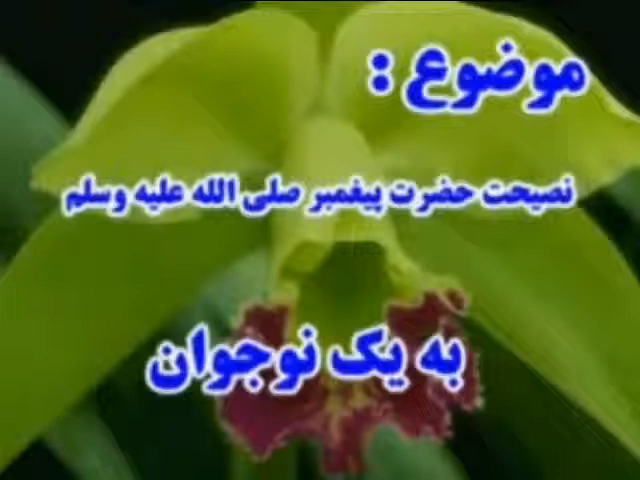 موضوع :
نصیحت حضرت پیغمبر صلی الله علیه وسلم
به یک نوجوان